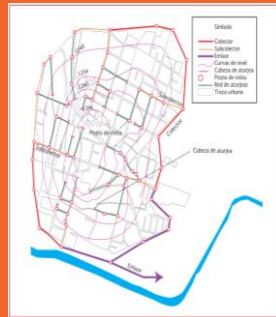 Símbolo
Colector
Subcolector
Emisor
Curvas de nivel
Cabeza de atarjea
Pozos de visita
Red de atarjeas
Traza urbana
Subcolector
Colector
Pozos de visita
Subcolector
Cabeza de atarjea
Emisor